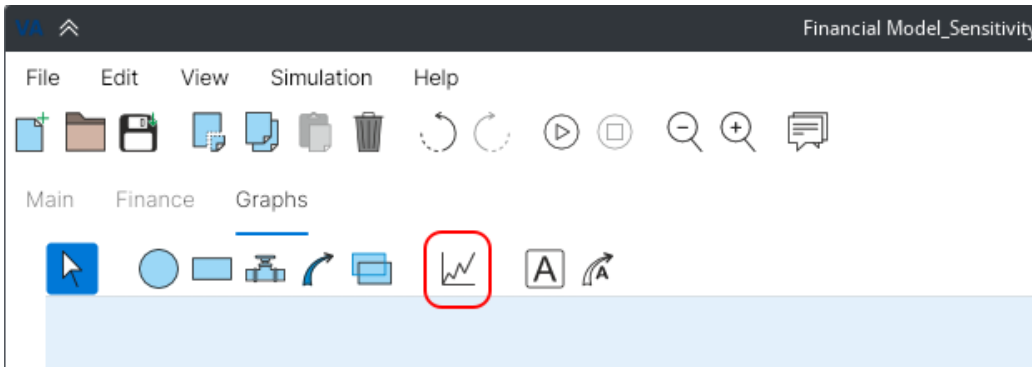 VA Financial Model_Sensitivity
File Edit View Simulation Help
Main Finance Graphs
A A